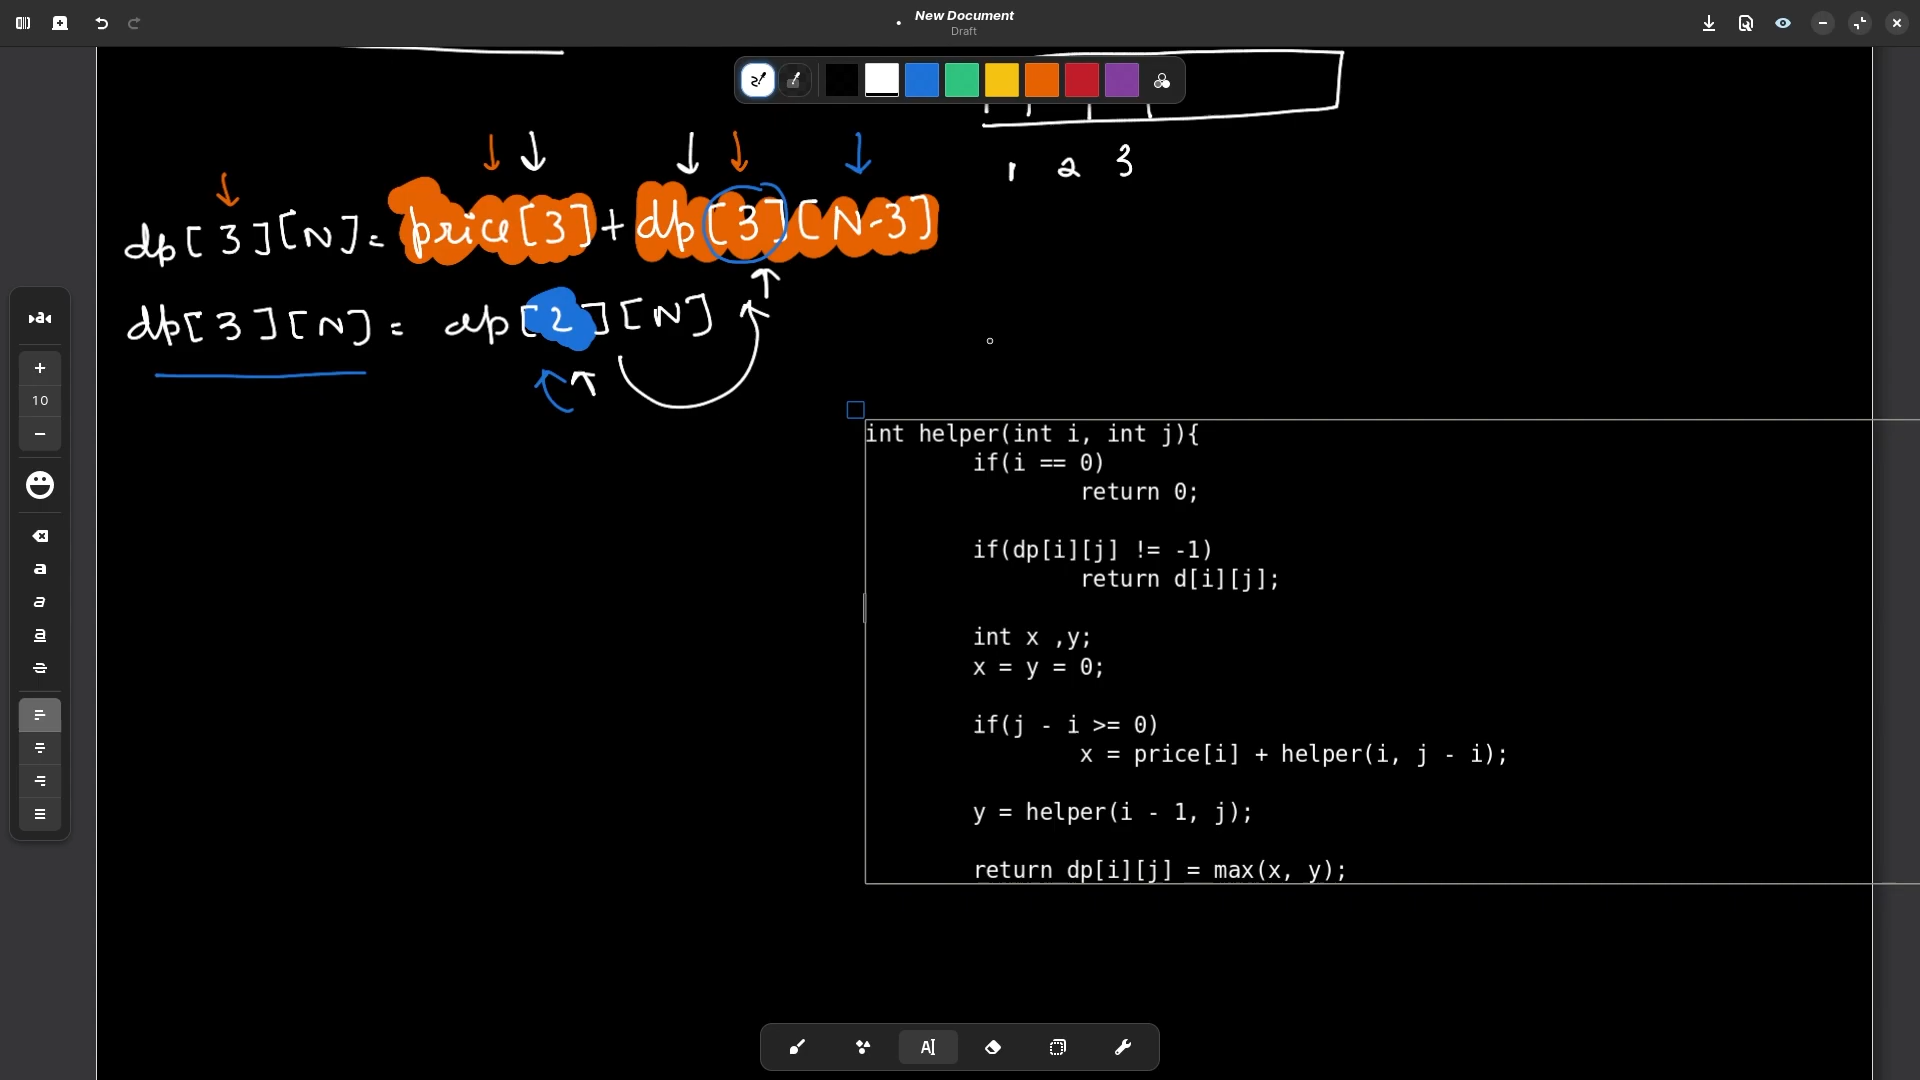 New Document
Draft
1 2 3
dp[3][N]= price[3]+dp[3][N-3]
dp[3][N]= dp[2][N]
10
a
a
a
a
int helper(int i, int j){
if(i == 0)
return 0;
if(dp[i][j] != -1)
return d[i][j];
int x ,y;
x = y = 0;
if(j - i >= 0)
x = price[i] + helper(i, j - i);
y = helper(i - 1, j);
return dp[i][j] = max(x, y);
AI